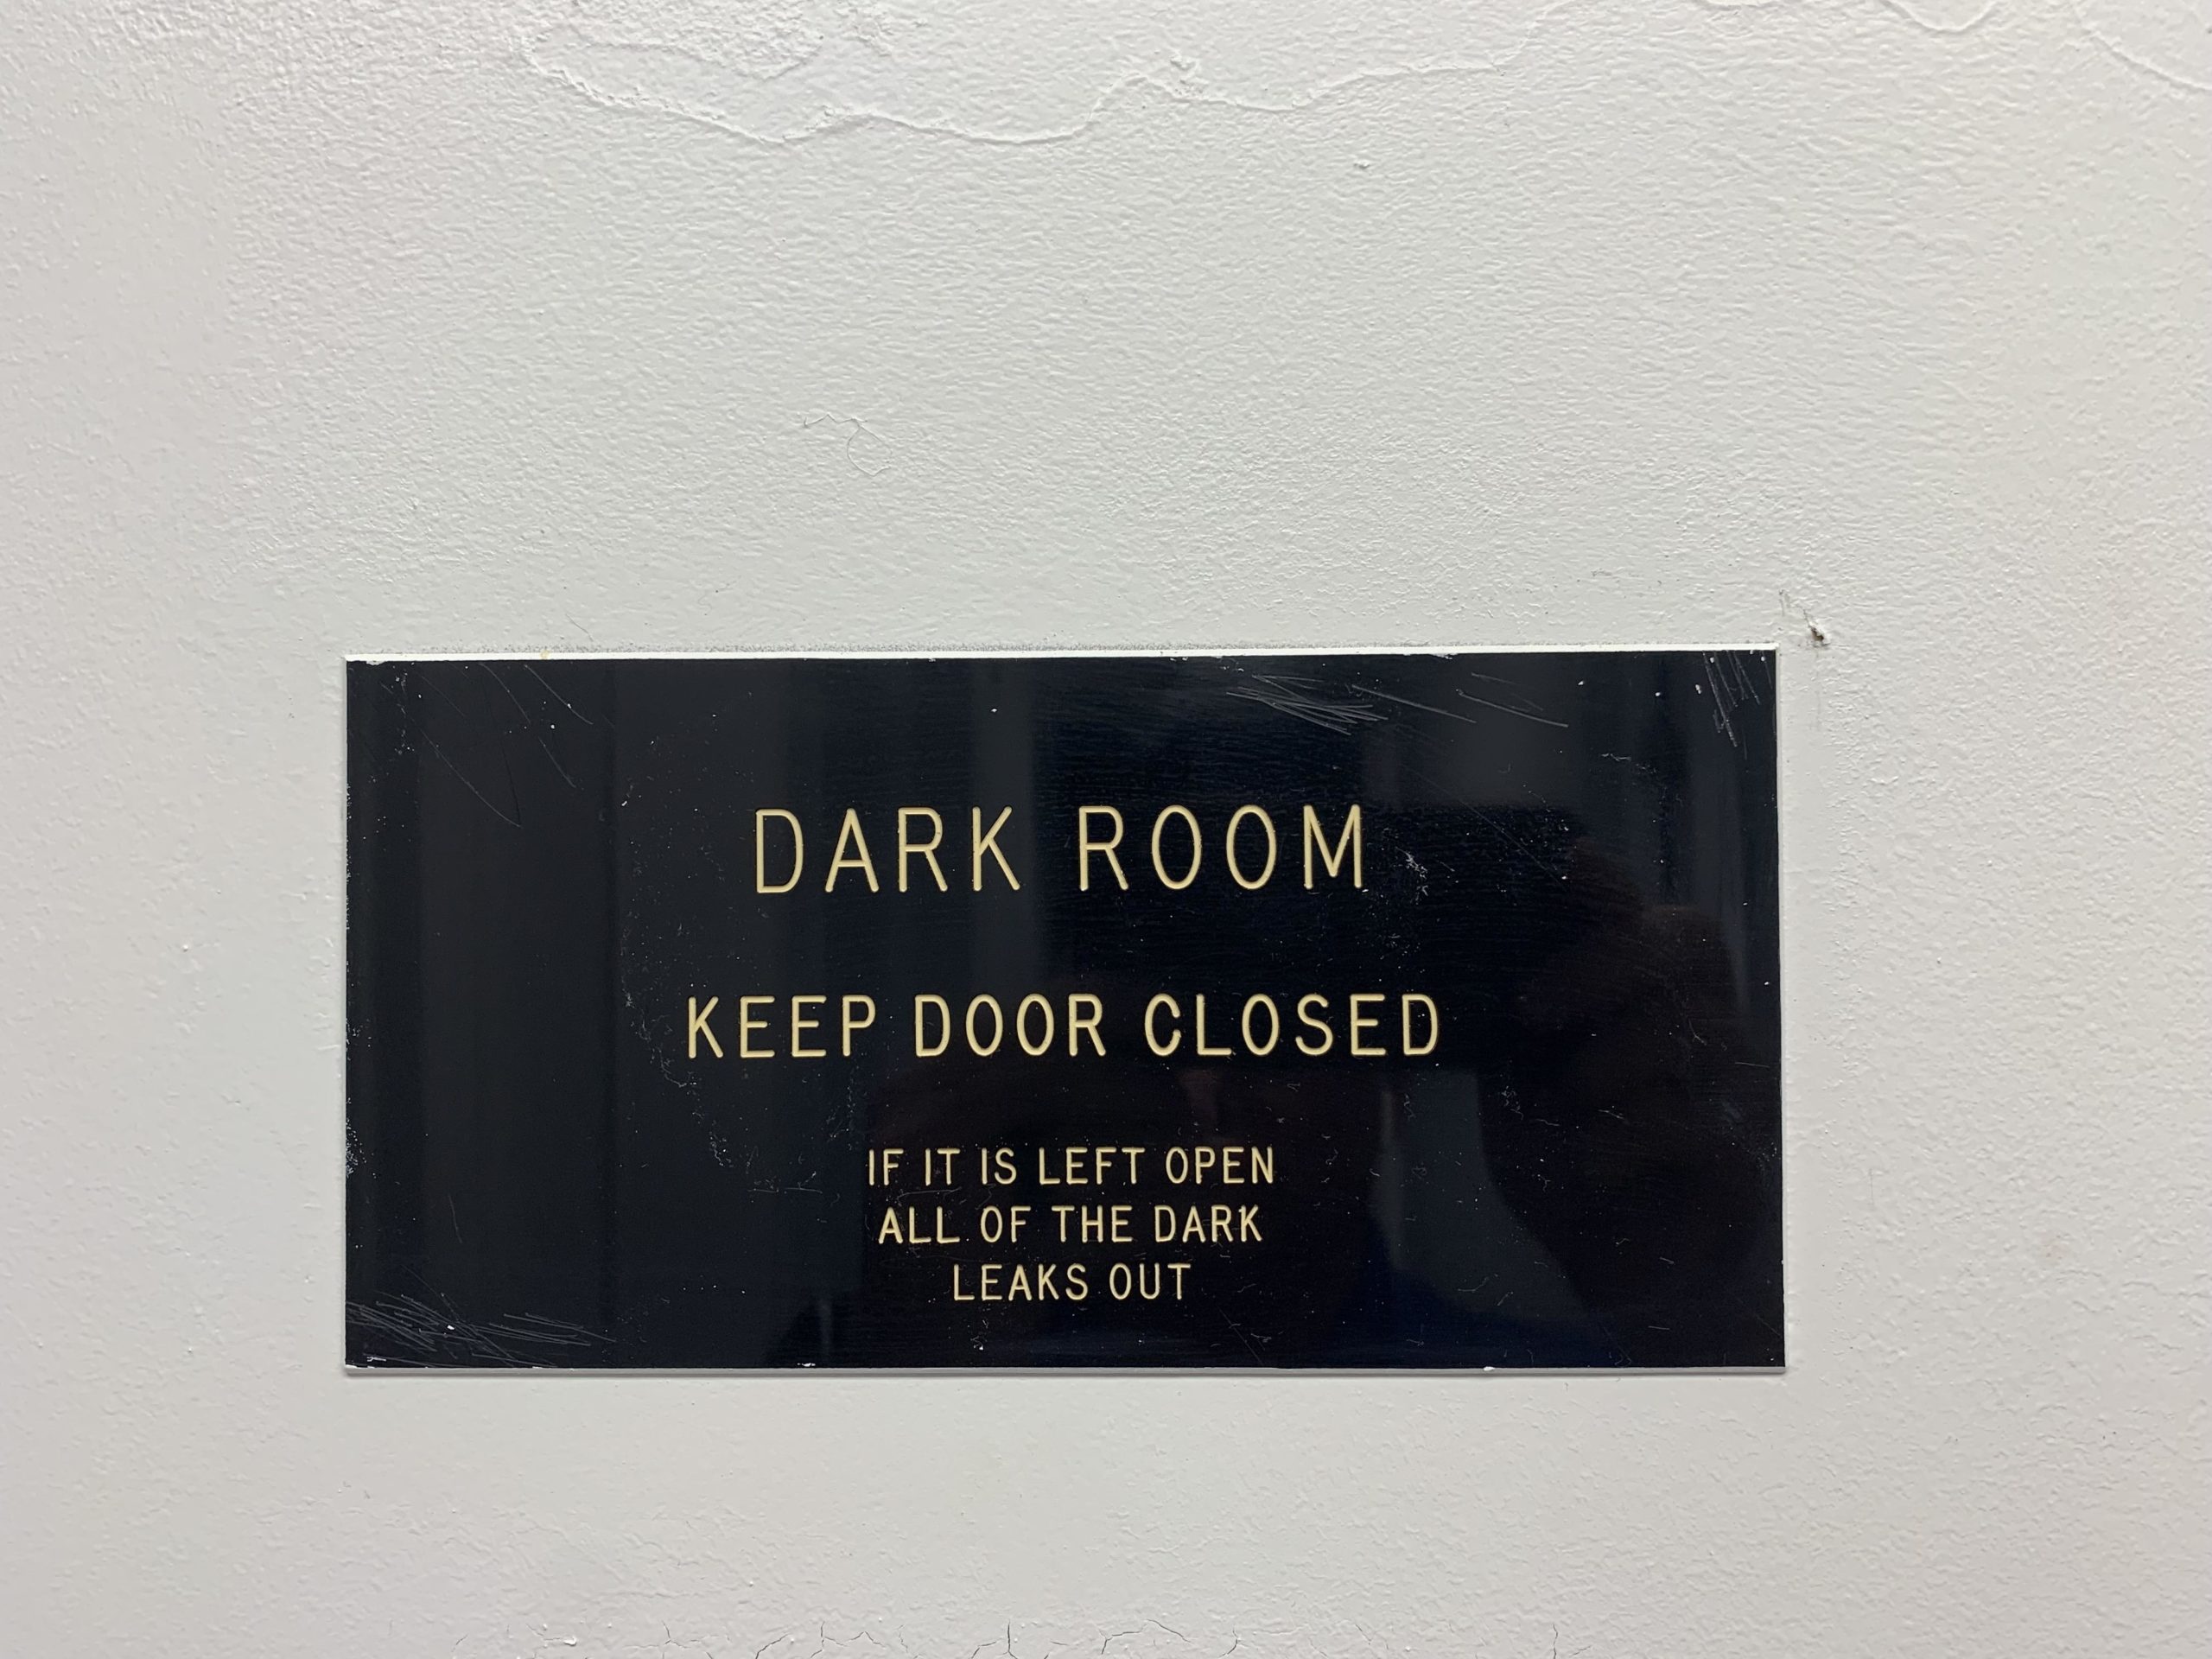 DARK ROOM
KEEP DOOR CLOSED
IF IT IS LEFT OPEN
ALL OF THE DARK
LEAKS OUT